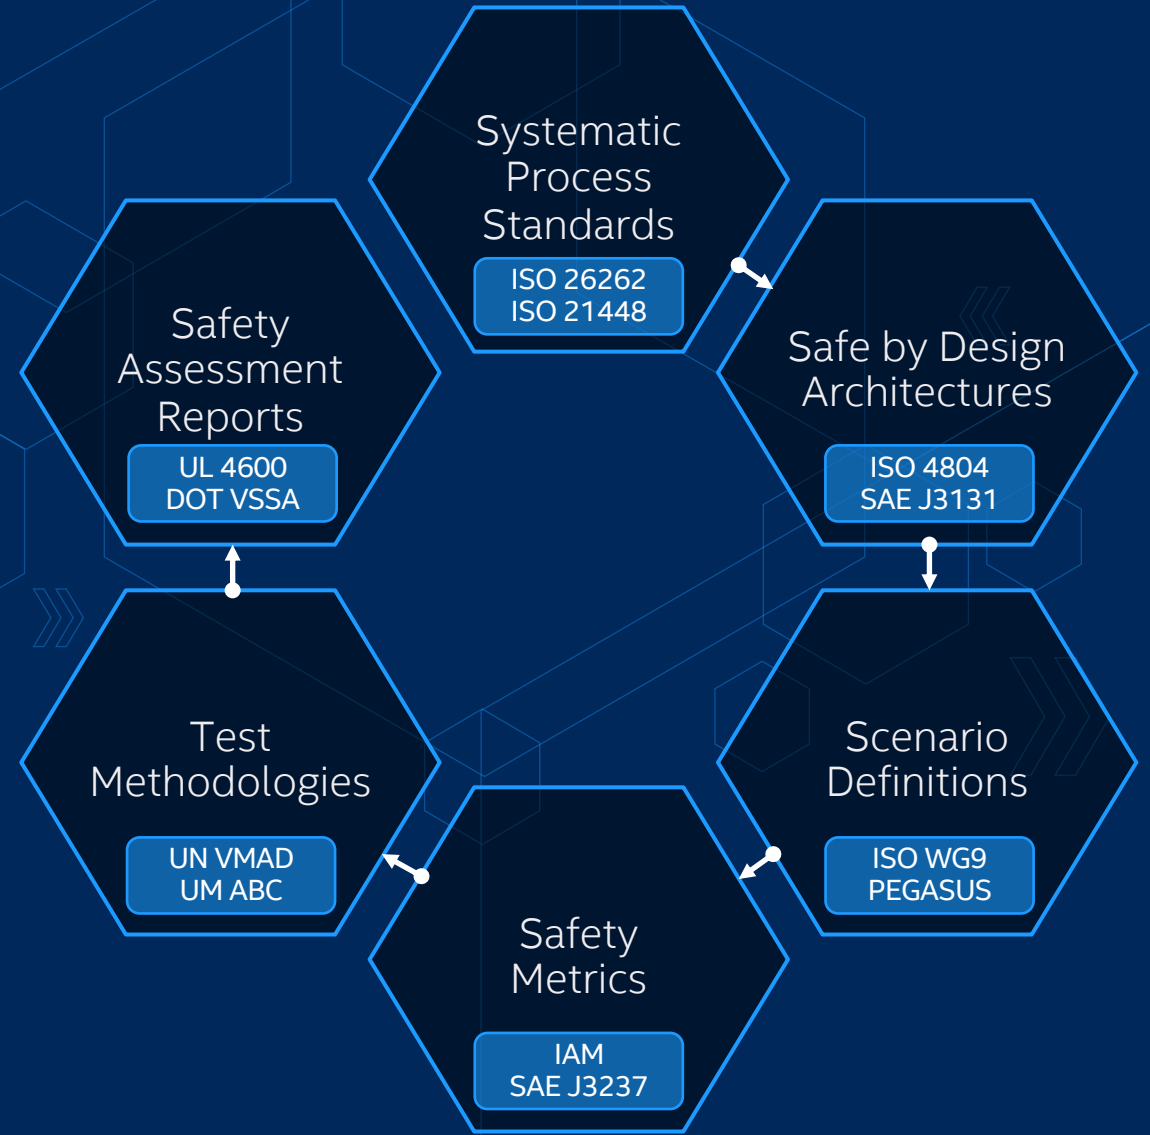 Systematic
Process
Standards
ISO 26262
ISO 21448
Safe by Design
Architectures
ISO 4804
SAE J3131
Scenario
Definitions
ISO WG9
PEGASUS
Safety
Metrics
IAM
SAE J3237
Test
Methodologies
UN VMAD
UM ABC
Safety
Assessment
Reports
UL 4600
DOT VSSA